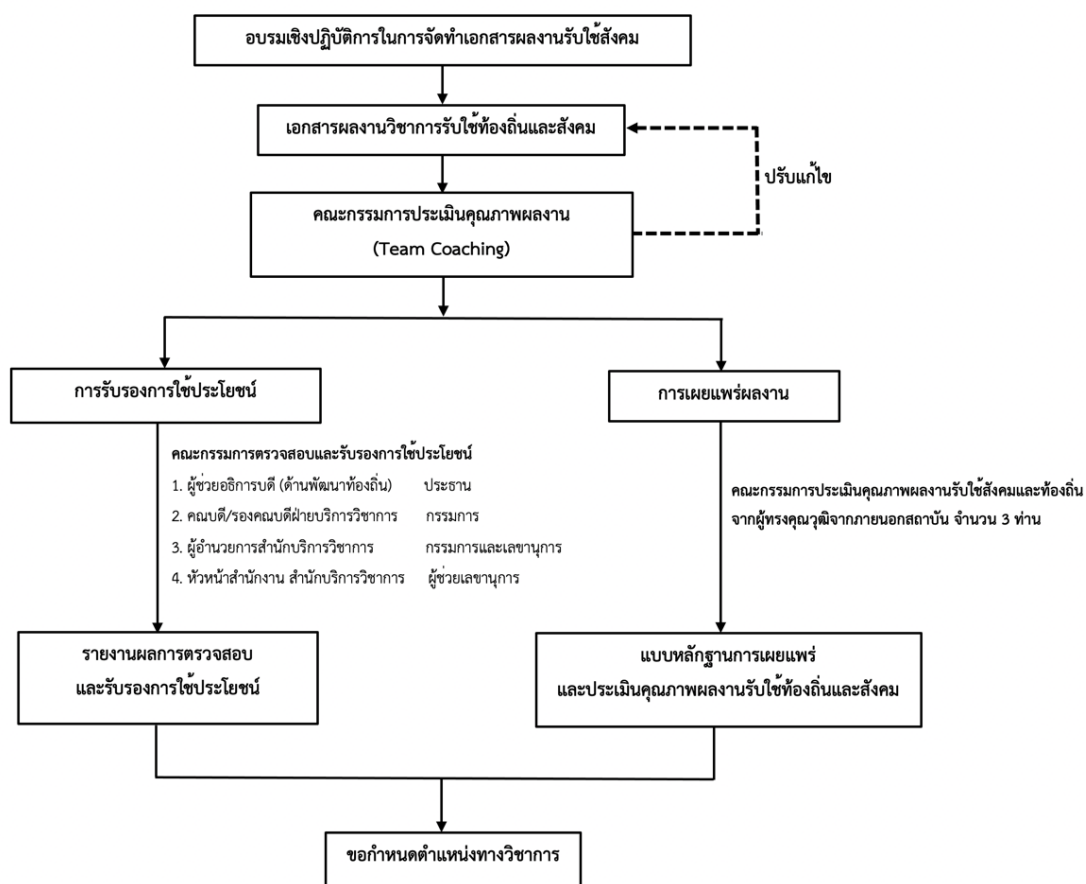 อบรมเชิงปฏิบัติการในการจัดทำเอกสารผลงานรับใช้สังคม
เอกสารผลงานวิชาการรับใช้ท้องถิ่นและสังคม
ปรับแก้ไข
คณะกรรมการประเมินคุณภาพผลงาน
(Team Coaching)
การรับรองการใช้ประโยชน์
การเผยแพร่ผลงาน
คณะกรรมการตรวจสอบและรับรองการใช้ประโยชน์
1. ผู้ช่วยอธิการบดี (ด้านพัฒนาท้องถิ่น) ประธาน
2. คณบดี/รองคณบดีฝ่ายบริการวิชาการ กรรมการ
3. ผู้อำนวยการสำนักบริการวิชาการ กรรมการและเลขานุการ
4. หัวหน้าสำนักงาน สำนักบริการวิชาการ ผู้ช่วยเลขานุการ
คณะกรรมการประเมินคุณภาพผลงานรับใช้สังคมและท้องถิ่น
จากผู้ทรงคุณวุฒิจากภายนอกสถาบัน จำนวน 3 ท่าน
รายงานผลการตรวจสอบ
และรับรองการใช้ประโยชน์
แบบหลักฐานการเผยแพร่
และประเมินคุณภาพผลงานรับใช้ท้องถิ่นและสังคม
ขอกำหนดตำแหน่งทางวิชาการ